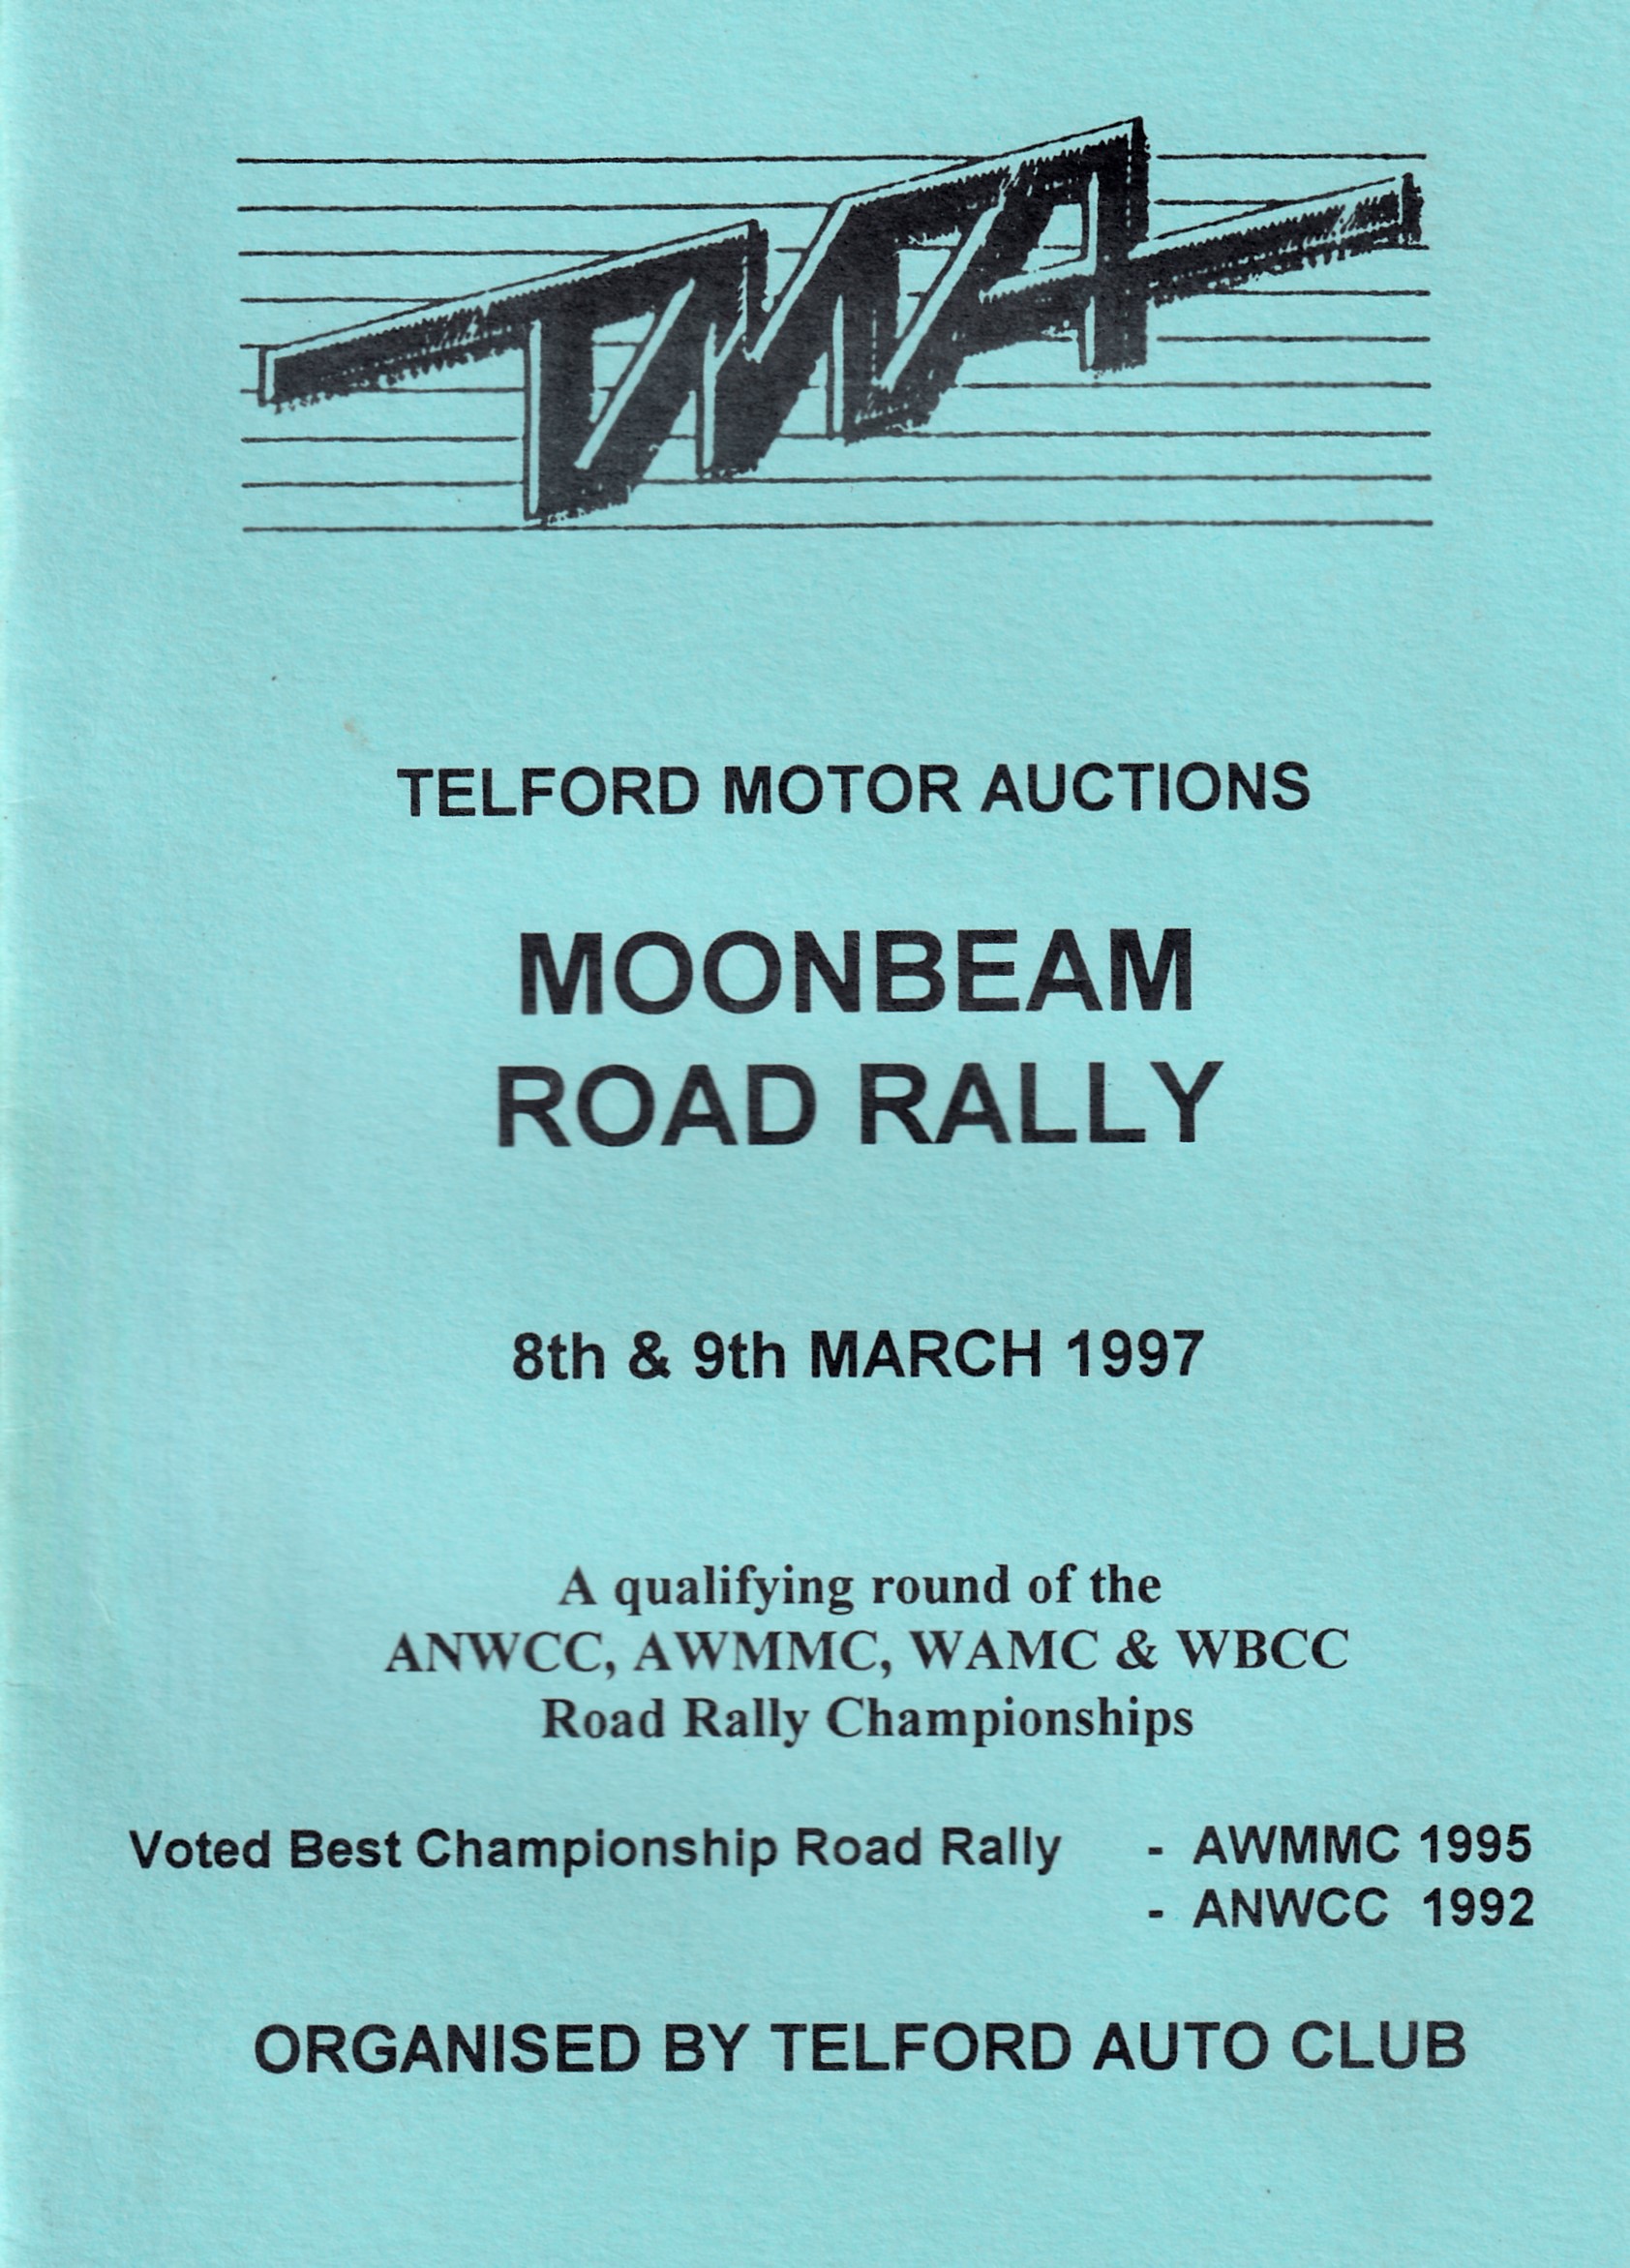 TMA
TELFORD MOTOR AUCTIONS
MOONBEAM
ROAD RALLY
8th & 9th MARCH 1997
A qualifying round of the
ANWCC, AWMMC, WAMC & WBCC
Road Rally Championships
Voted Best Championship Road Rally - AWMMC 1995
- ANWCC 1992
ORGANISED BY TELFORD AUTO CLUB